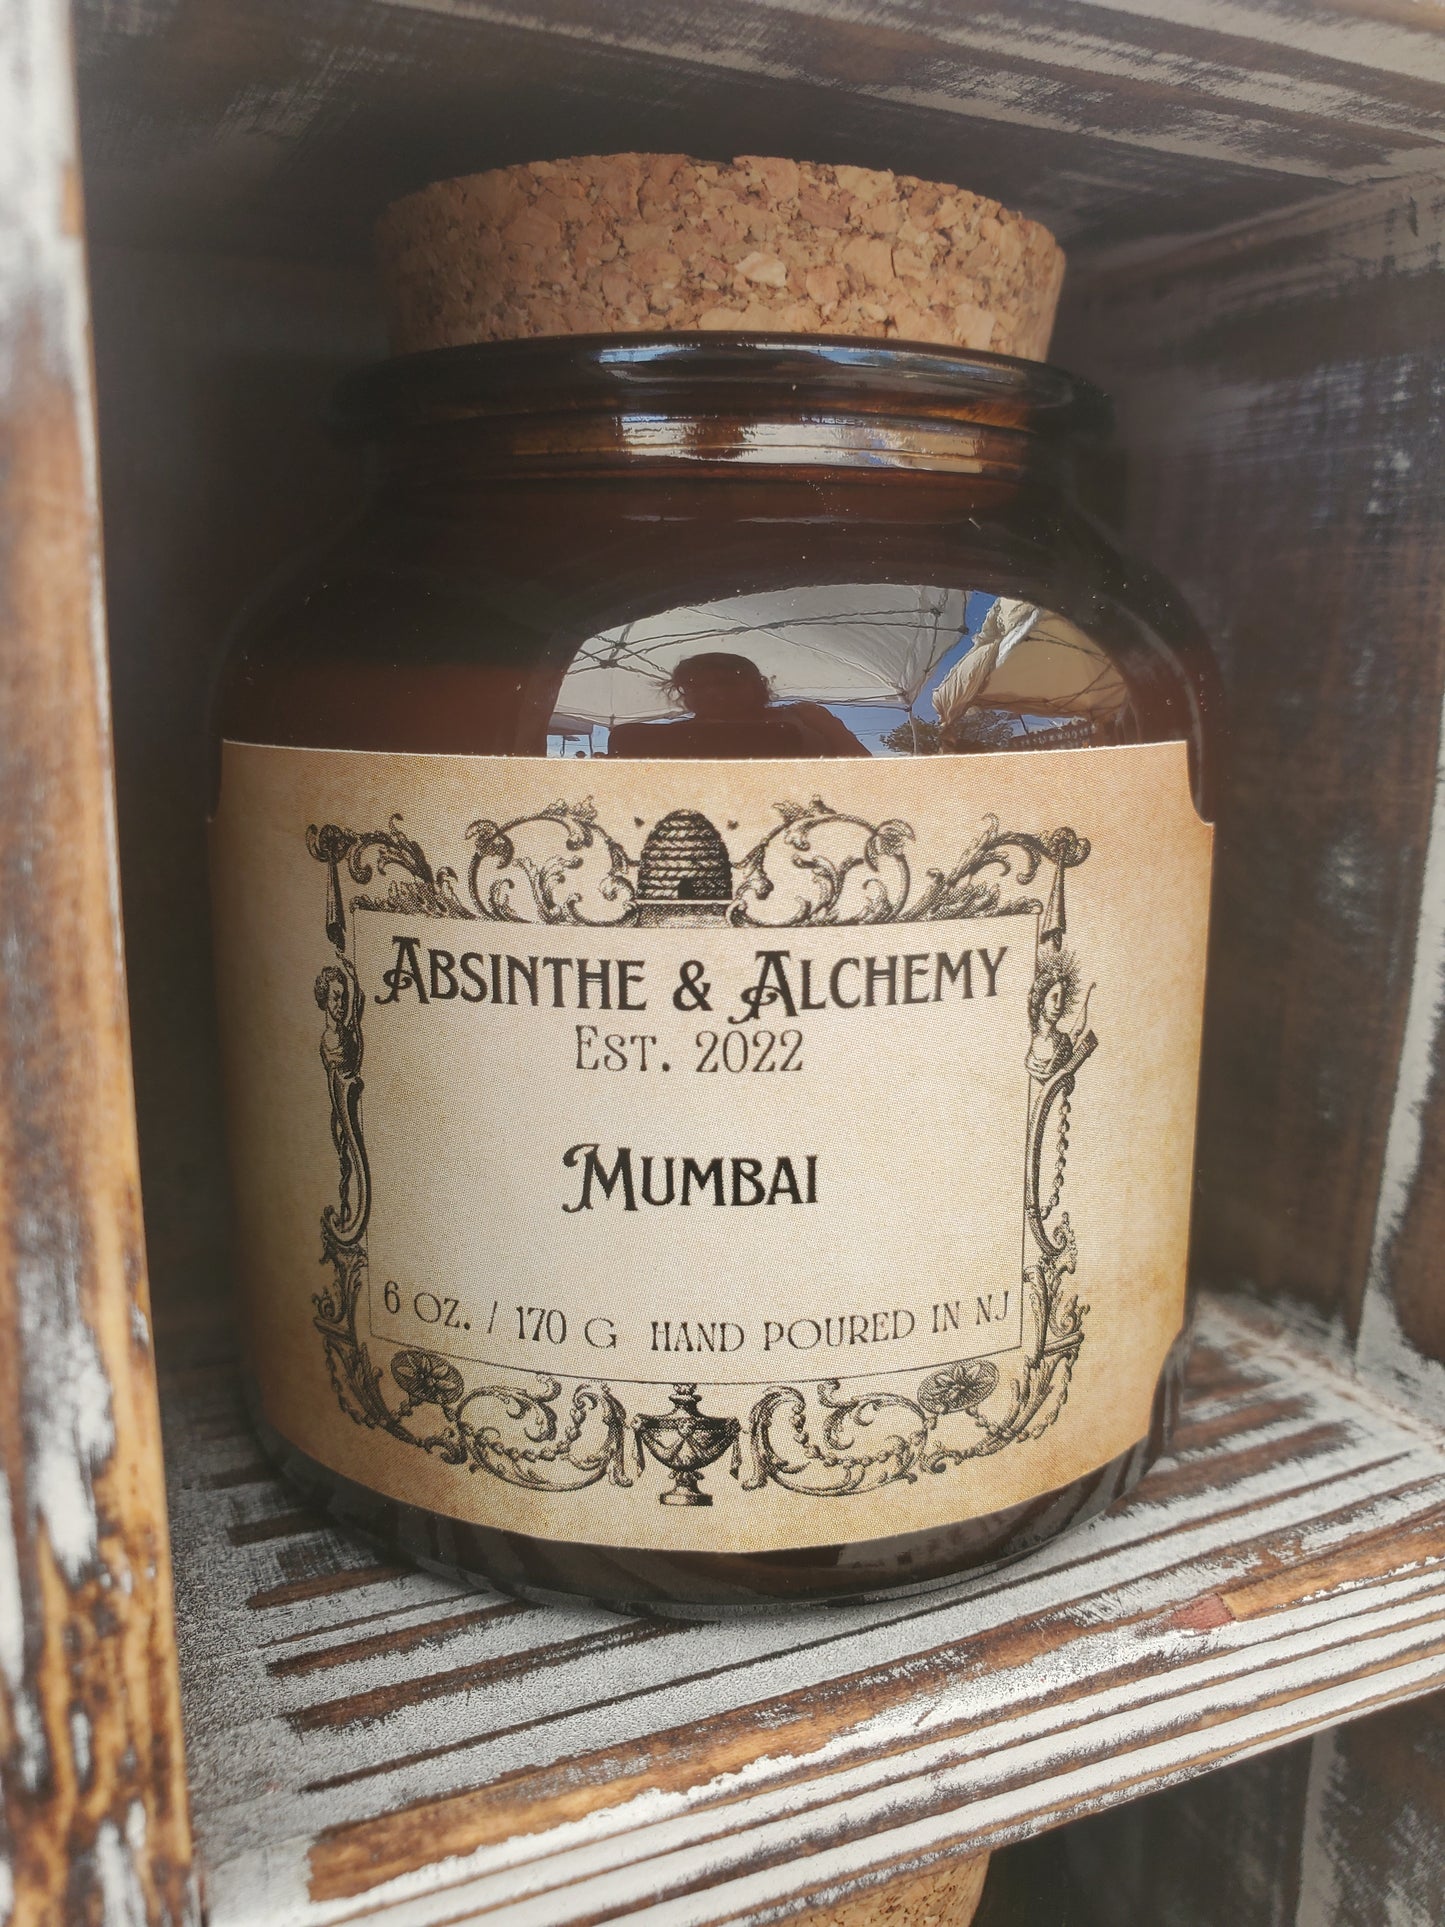 Absinthe & Alchemy
Est. 2022
Mumbai
6 oz. / 170 g hand poured in NJ